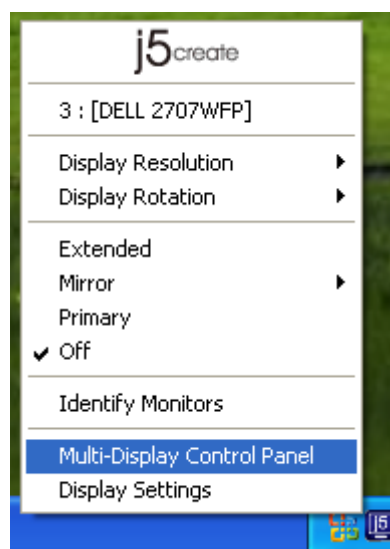 j5create
3 : [DELL 2707WFP]
Display Resolution
Display Rotation
Extended
Mirror
Primary
Off
Identify Monitors
Multi-Display Control Panel
Display Settings
j5